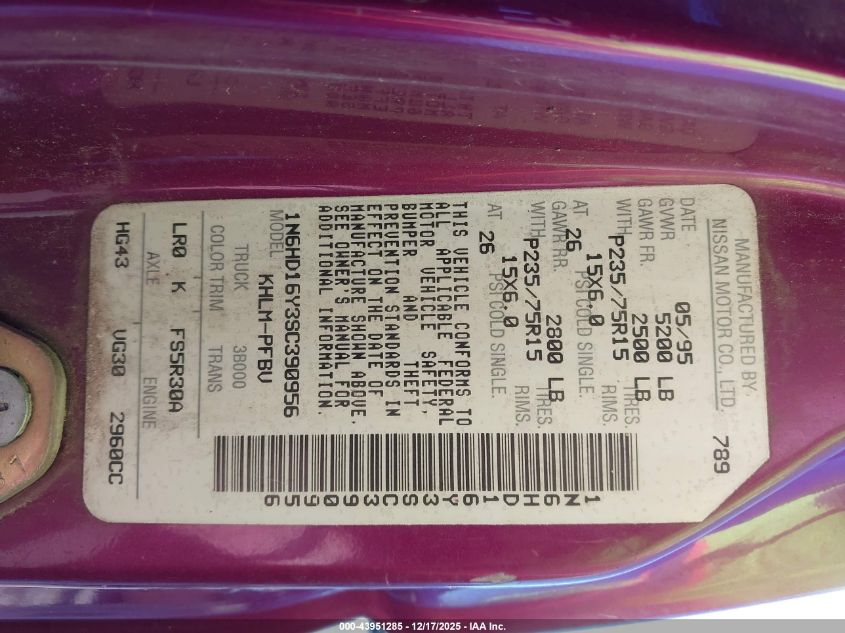 MANUFACTURED BY
NISSAN MOTOR CO., LTD. 789
DATE 05/95
GVWR 5200 LB
GAWR FR. 2500 LB
WITH P235/75R15 TIRES.
15X6.0 RIMS.
AT 26 PSI COLD SINGLE.
GAWR RR. 2800 LB
WITH P235/75R15 TIRES.
15X6.0 RIMS.
AT 26 PSI COLD SINGLE.
THIS VEHICLE CONFORMS TO
ALL APPLICABLE FEDERAL
MOTOR VEHICLE SAFETY,
BUMPER AND THEFT
PREVENTION STANDARDS IN
EFFECT ON THE DATE OF
MANUFACTURE SHOWN ABOVE.
SEE OWNER'S MANUAL FOR
ADDITIONAL INFORMATION.
1N6HD16Y3SC390956
1N6HD16Y3SC390956
MODEL KHLM-PFBV
TRUCK 3B000
COLOR TRIM TRANS
LR0 K FS5R30A
AXLE ENGINE
HG43 VG30 2960CC
000-43951285 - 12/17/2025 - IAA Inc.